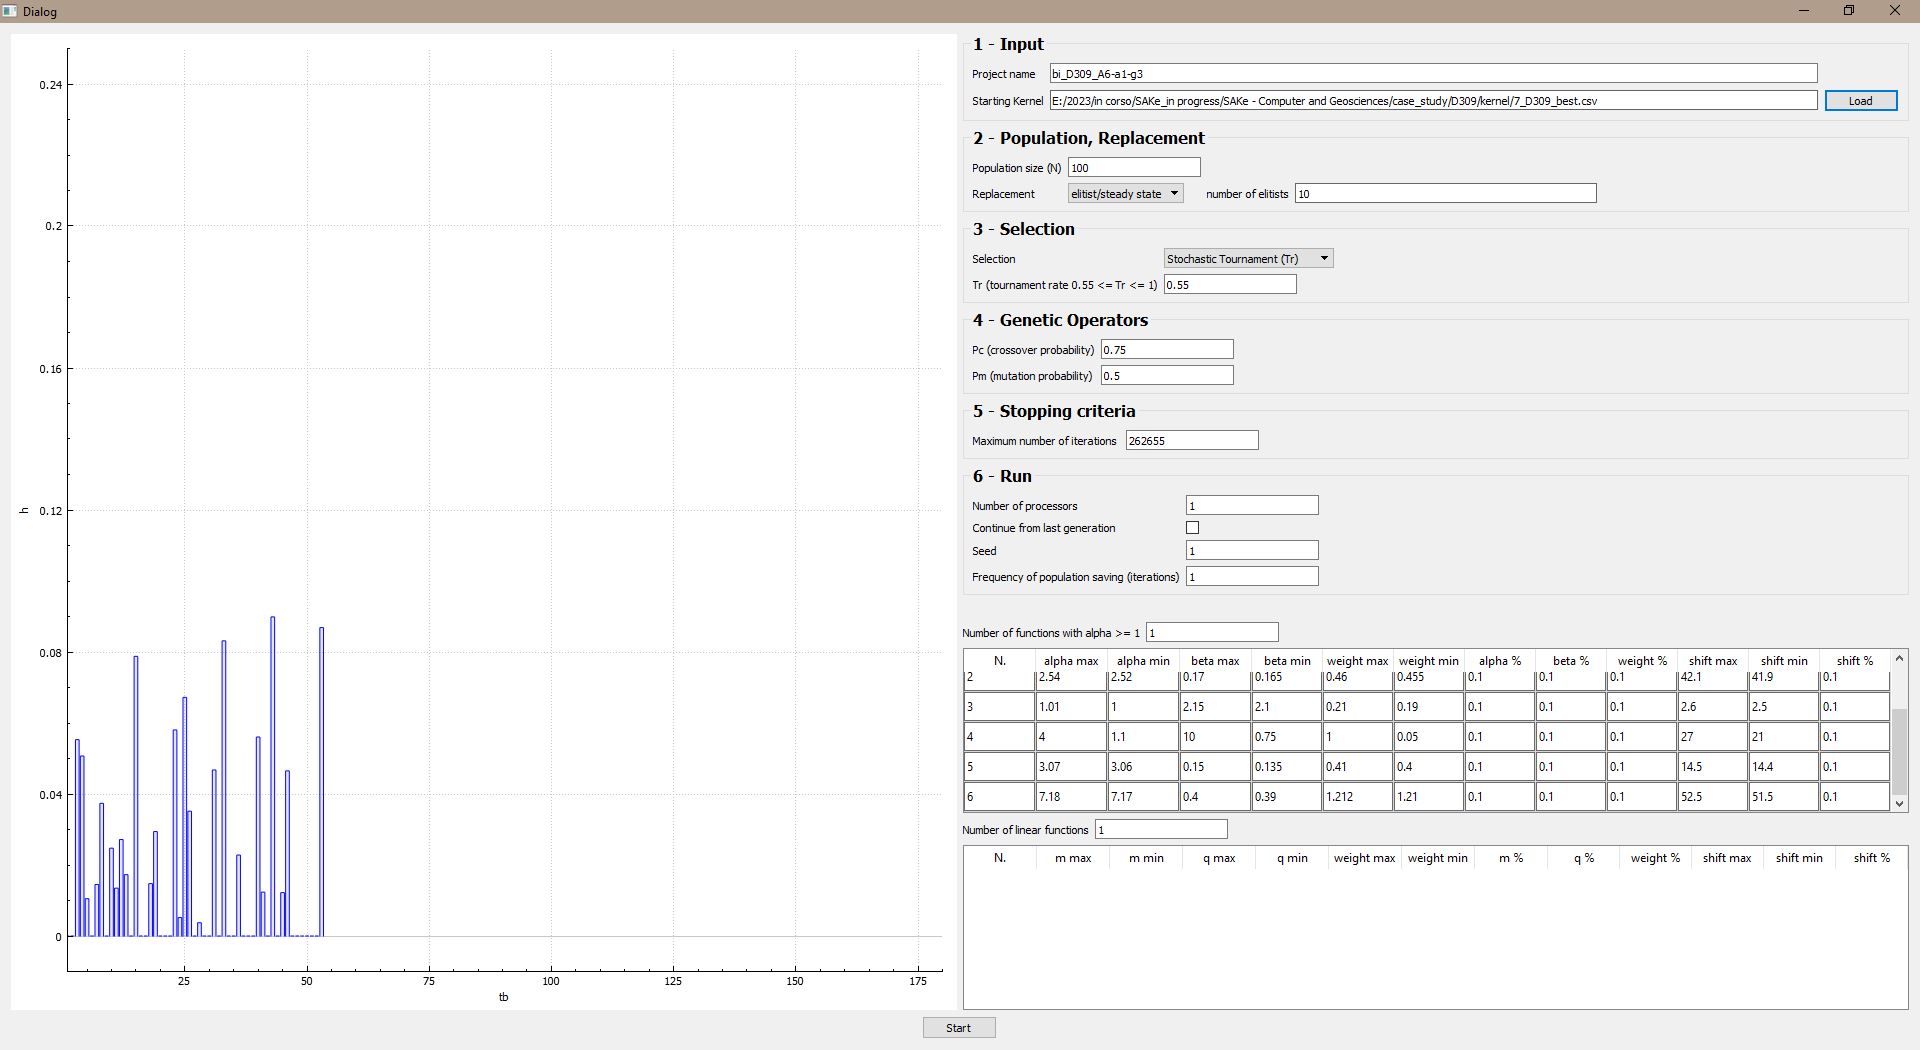 Dialog
0.24
0.2
0.16
0.12
0.08
0.04
0
h
25 50 75 100 125 150 175
tb
1 - Input
Project name bi_D309_A6-a1-g3
Starting Kernel E:/2023/in corso/SAKe_in progress/SAKe - Computer and Geosciences/case_study/D309/kernel/7_D309_best.csv Load
2 - Population, Replacement
Population size (N) 100
Replacement elitist/steady state number of elitists 10
3 - Selection
Selection Stochastic Tournament (Tr)
Tr (tournament rate 0.55 <= Tr <= 1) 0.55
4 - Genetic Operators
Pc (crossover probability) 0.75
Pm (mutation probability) 0.5
5 - Stopping criteria
Maximum number of iterations 262655
6 - Run
Number of processors 1
Continue from last generation
Seed 1
Frequency of population saving (iterations) 1
Number of functions with alpha >= 1 1
N. alpha max alpha min beta max beta min weight max weight min alpha % beta % weight % shift max shift min shift %
2 2.54 2.52 0.17 0.165 0.46 0.455 0.1 0.1 0.1 42.1 41.9 0.1
3 1.01 1 2.15 2.1 0.21 0.19 0.1 0.1 0.1 2.6 2.5 0.1
4 4 1.1 10 0.75 1 0.05 0.1 0.1 0.1 27 21 0.1
5 3.07 3.06 0.15 0.135 0.41 0.4 0.1 0.1 0.1 14.5 14.4 0.1
6 7.18 7.17 0.4 0.39 1.212 1.21 0.1 0.1 0.1 52.5 51.5 0.1
Number of linear functions 1
N. m max m min q max q min weight max weight min m % q % weight % shift max shift min shift %
Start